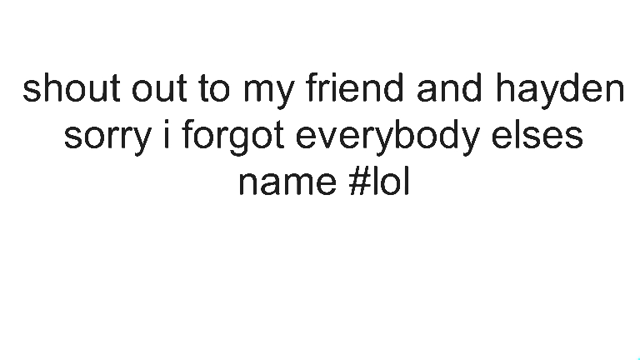 shout out to my friend and hayden
sorry i forgot everybody elses
name #lol